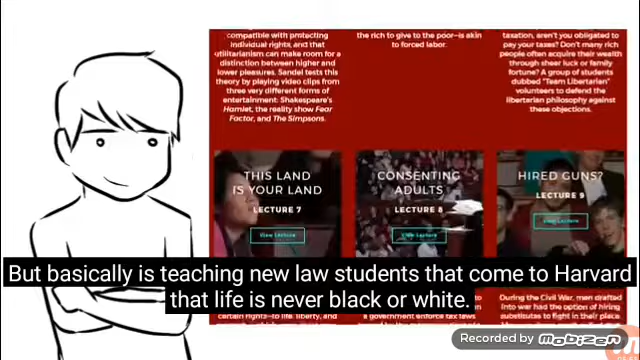 compatible with protecting
individual rights, and that
utilitarianism can make room for a
distinction between higher and
lower pleasures. Sandel tests this
theory by playing video clips from
three very different forms of
entertainment: Shakespeare's
Hamlet, the reality show Fear
Factor, and The Simpsons.
the rich to give to the poor—is akin
to forced labor.
taxation, aren't you obligated to
pay your taxes? Don't many rich
people often acquire their wealth
through sheer luck or family
fortune? A group of students
dubbed "Team Libertarian"
volunteers to defend the
libertarian philosophy against
these objections.
THIS LAND
IS YOUR LAND
LECTURE 7
View Lecture
CONSENTING
ADULTS
LECTURE 8
View Lecture
HIRED GUNS?
LECTURE 9
View Lecture
But basically is teaching new law students that come to Harvard
that life is never black or white.
certain rights—to life, liberty, and
a government enforce tax laws
During the Civil War, men drafted
into war had the option of hiring
substitutes to fight in their place.
Recorded by MOBIZEN